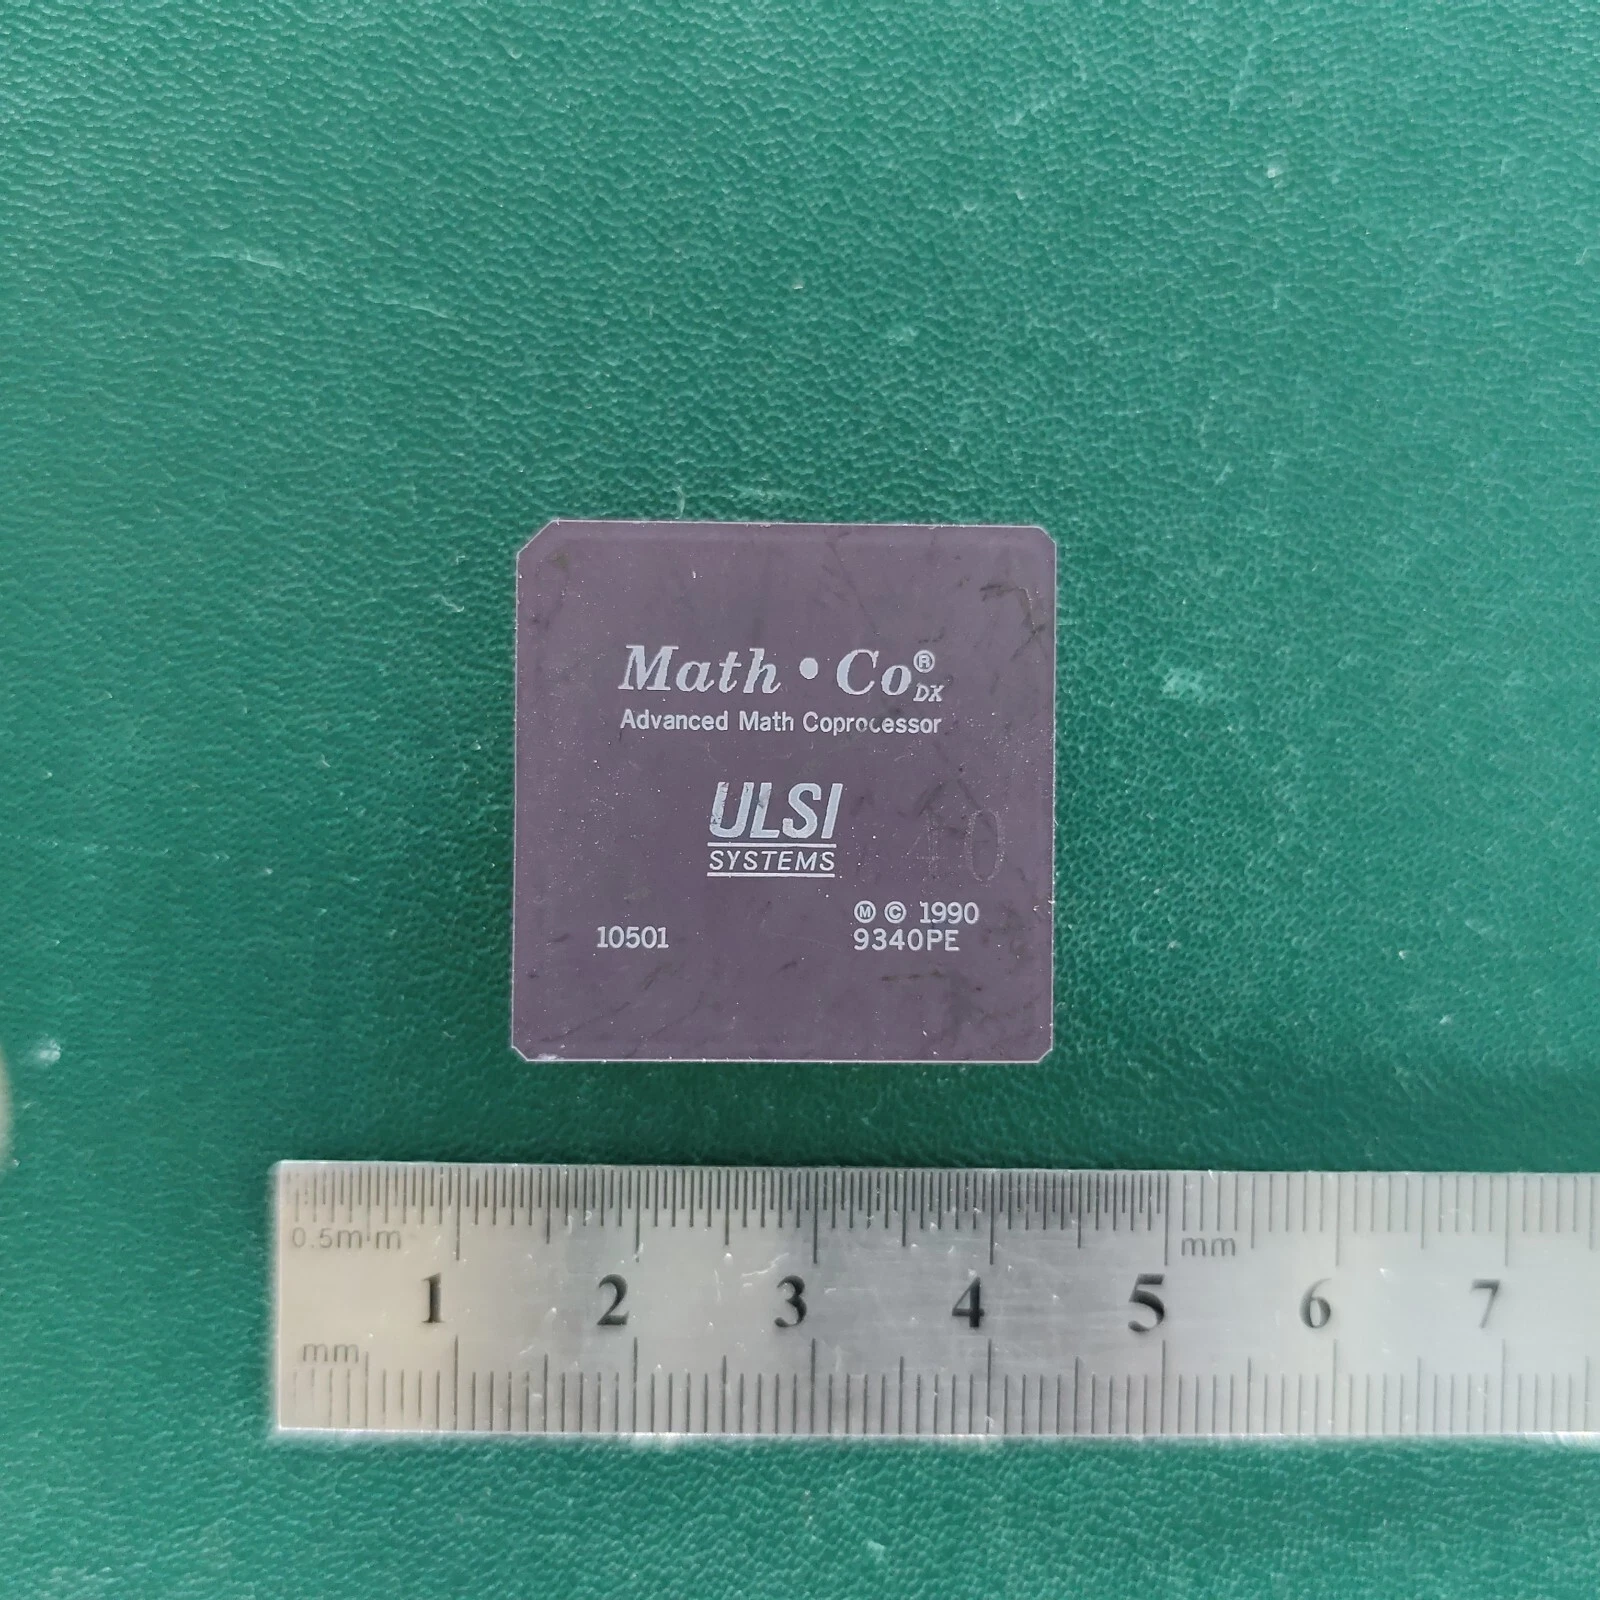 Math • Co® DX
Advanced Math Coprocessor
ULSI
SYSTEMS
40
Ⓜ © 1990
10501 9340PE
0.5mm mm
1 2 3 4 5 6 7
mm